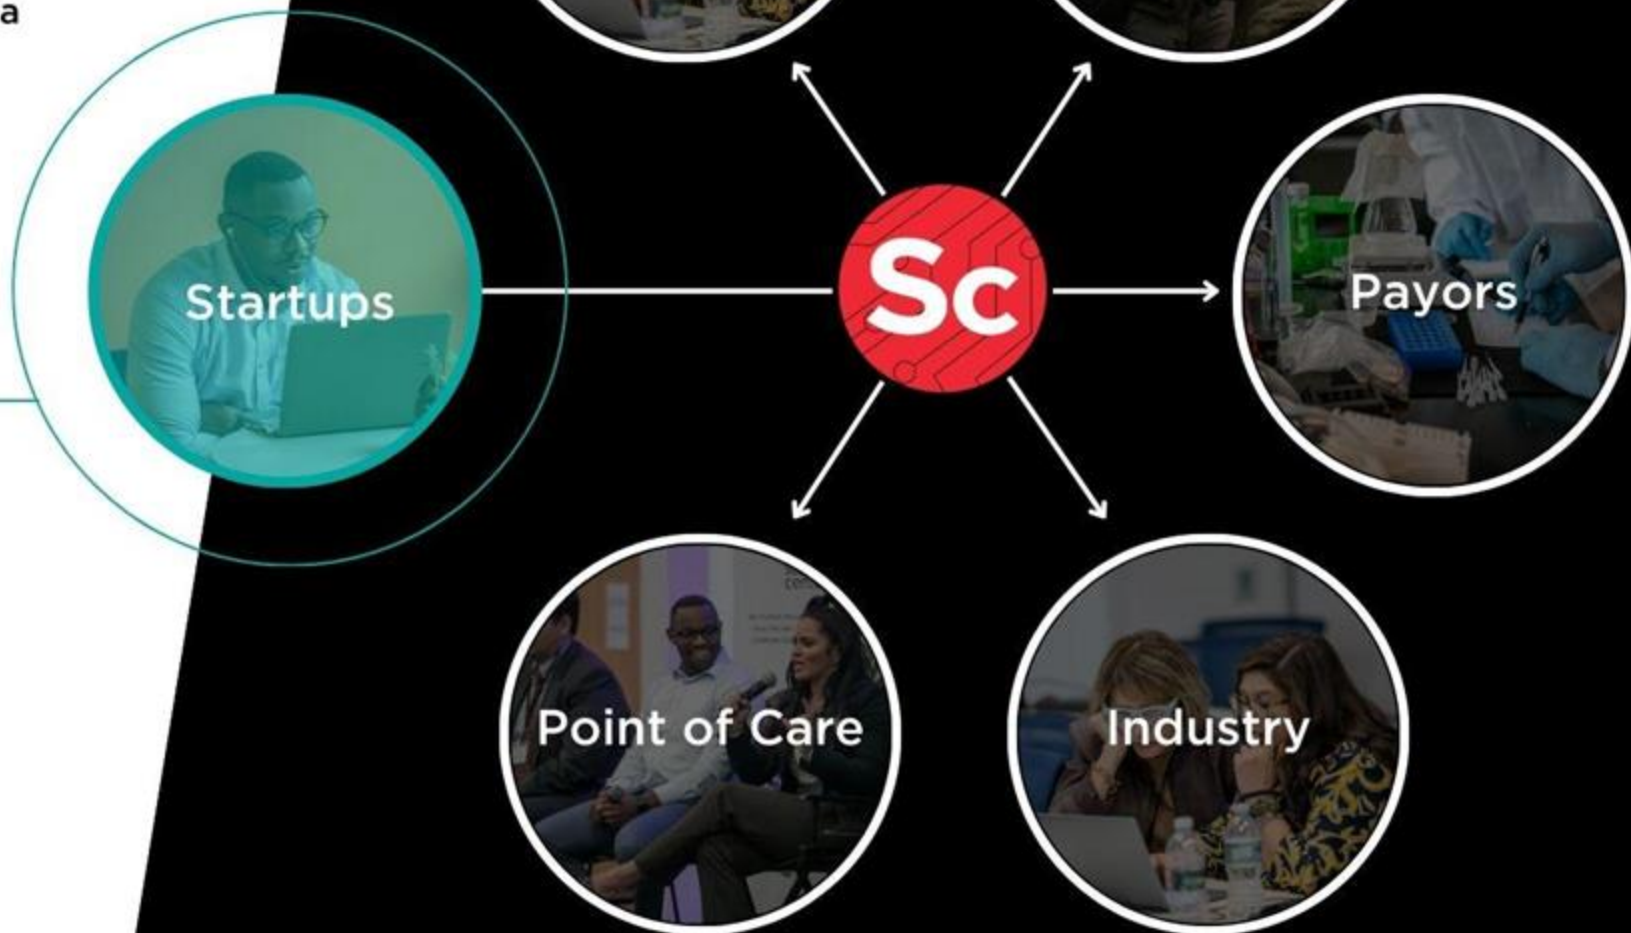 a
Startups
Sc
Payors
Point of Care
Industry